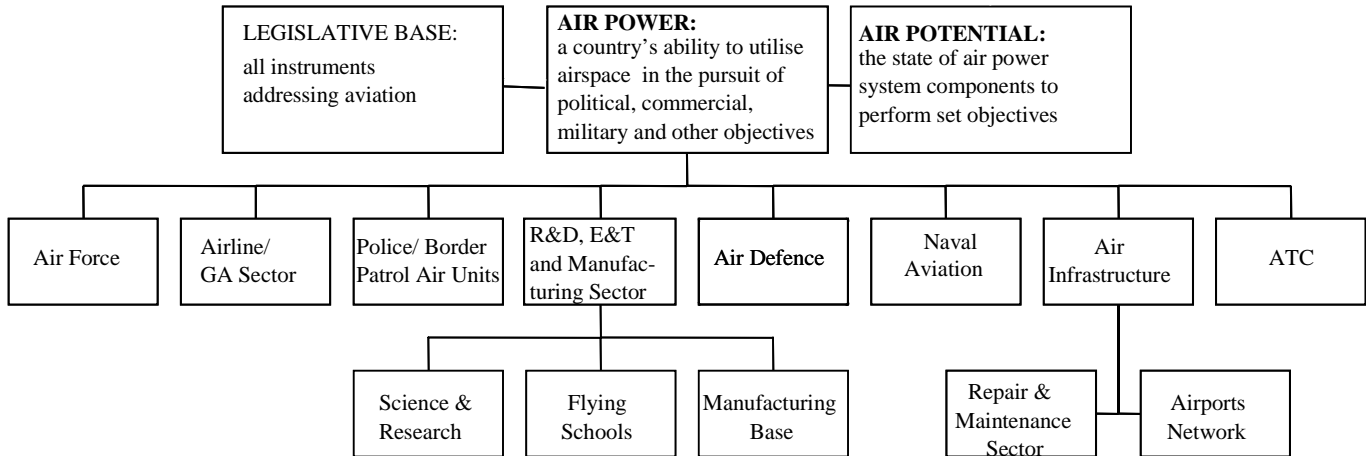 LEGISLATIVE BASE:
all instruments
addressing aviation
AIR POWER:
a country’s ability to utilise
airspace in the pursuit of
political, commercial,
military and other objectives
AIR POTENTIAL:
the state of air power
system components to
perform set objectives
Air Force
Airline/
GA Sector
Police/ Border
Patrol Air Units
R&D, E&T
and Manufac-
turing Sector
Air Defence
Naval
Aviation
Air
Infrastructure
ATC
Science &
Research
Flying
Schools
Manufacturing
Base
Repair &
Maintenance
Sector
Airports
Network